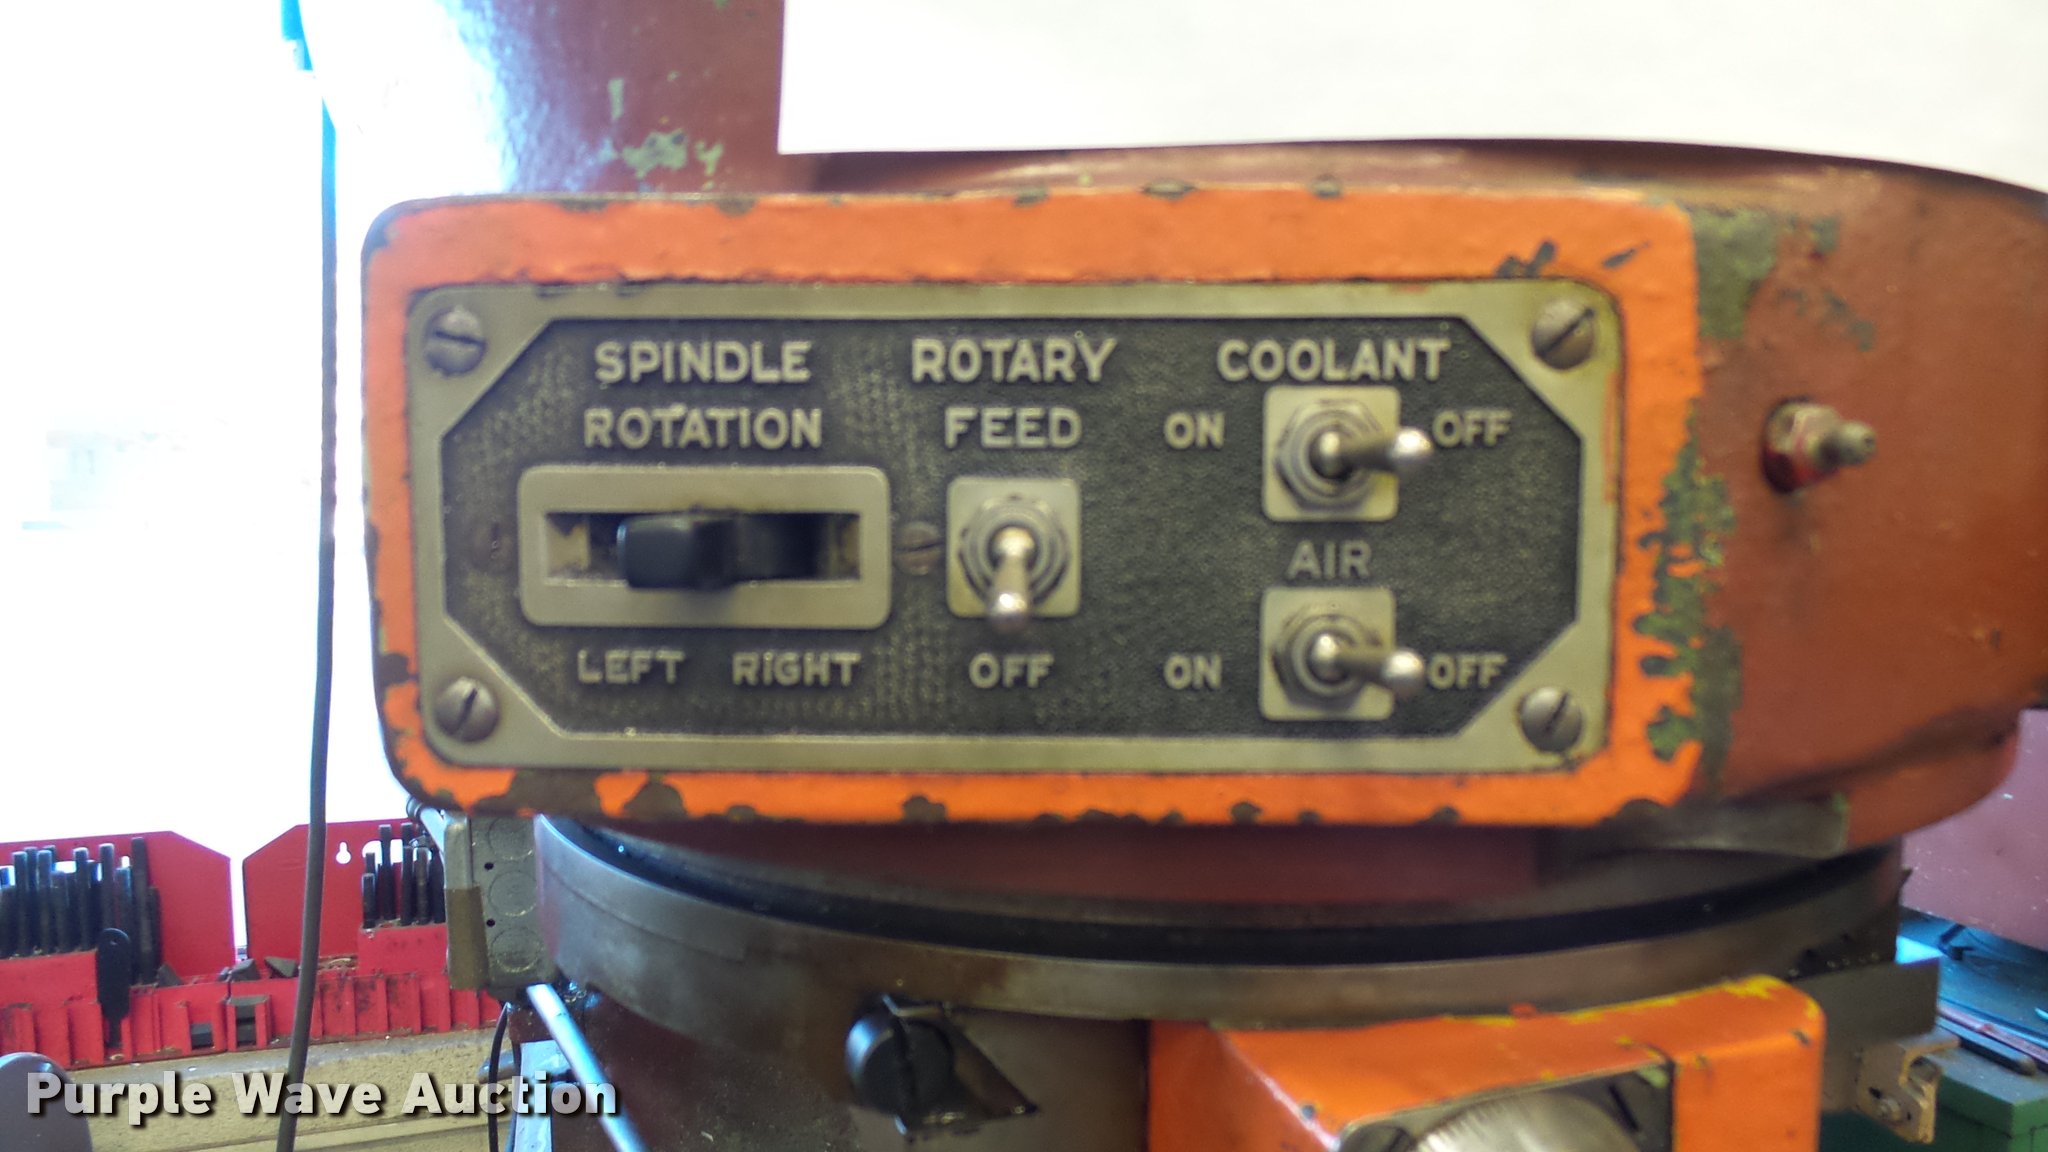 SPINDLE
ROTATION
LEFT RIGHT
ROTARY
FEED
OFF
COOLANT
ON OFF
AIR
ON OFF
Purple Wave Auction